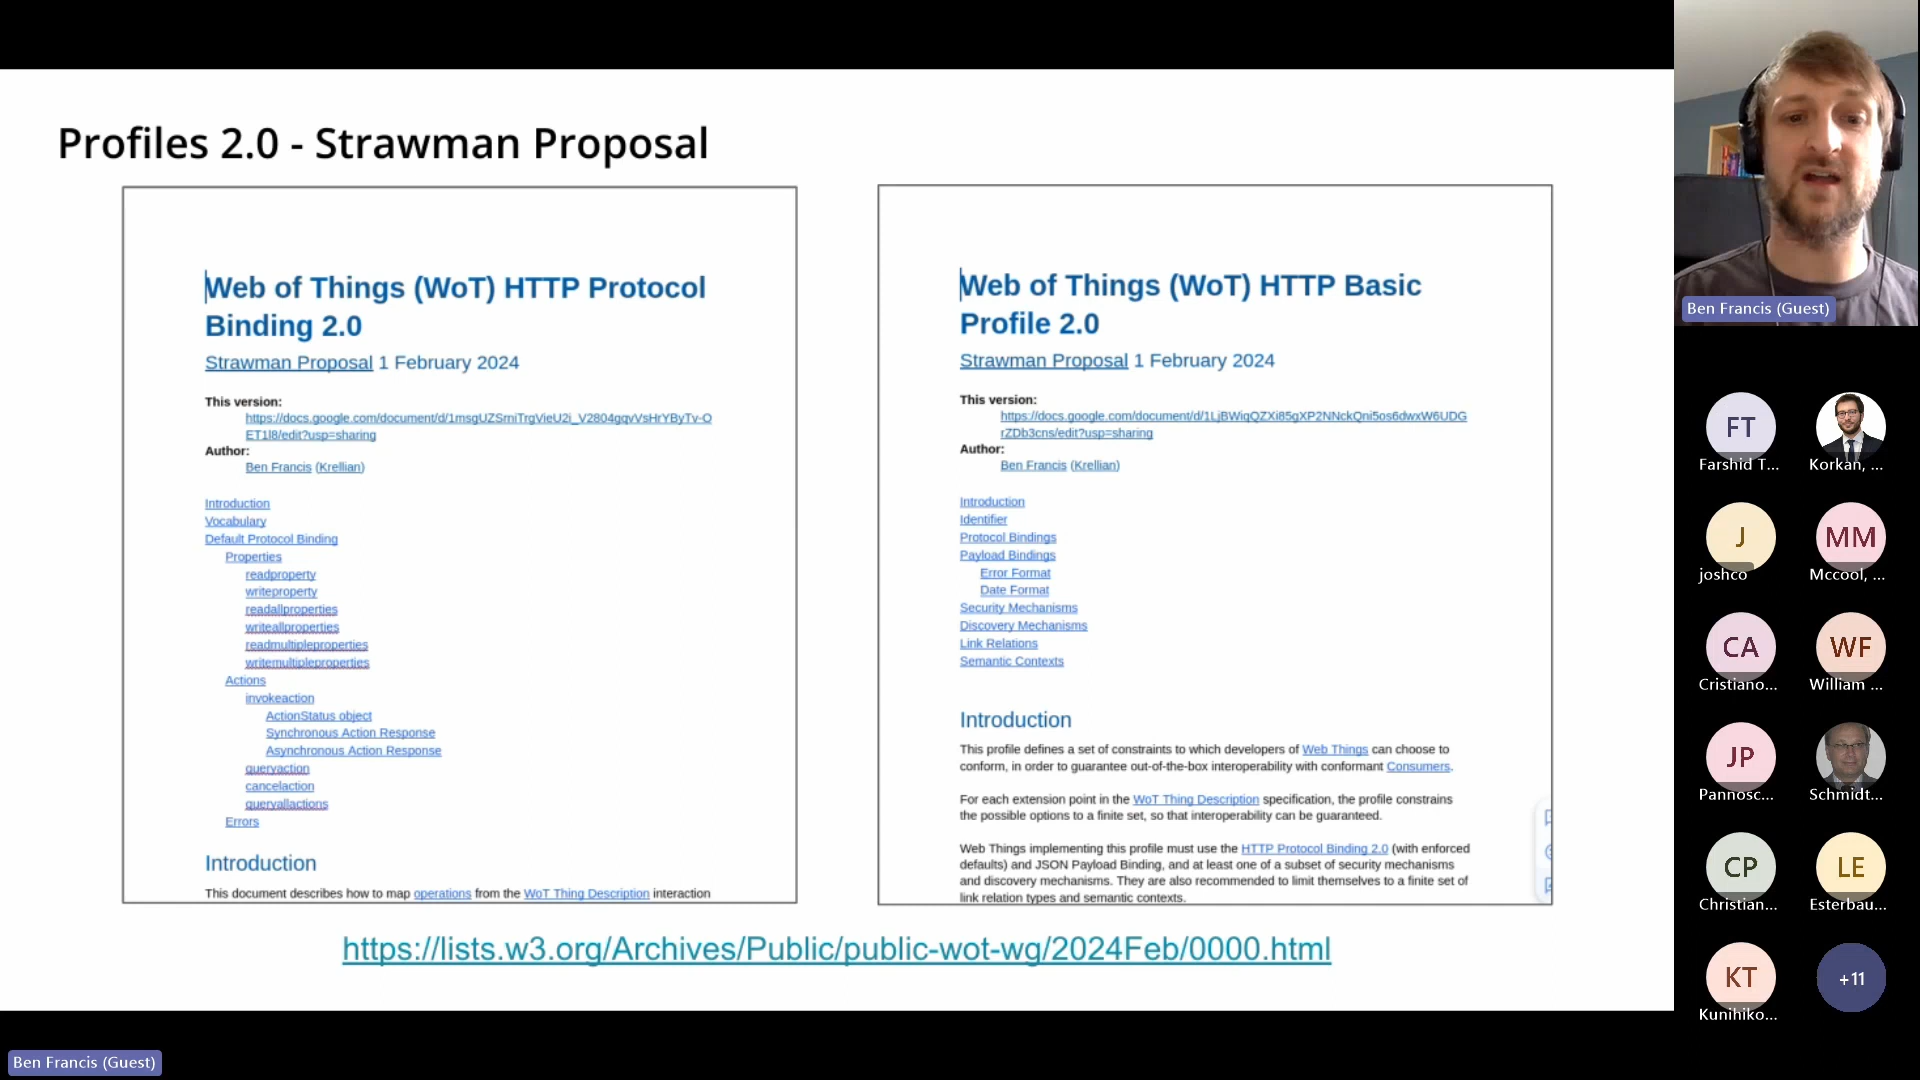 Profiles 2.0 - Strawman Proposal
Web of Things (WoT) HTTP Protocol
Binding 2.0
Strawman Proposal 1 February 2024
This version:
https://docs.google.com/document/d/1msgUZSrniTrgVieU2i_V2804gqvVsHrYByTv-O
ET1l8/edit?usp=sharing
Author:
Ben Francis (Krellian)
Introduction
Vocabulary
Default Protocol Binding
Properties
readproperty
writeproperty
readallproperties
writeallproperties
readmultipleproperties
writemultipleproperties
Actions
invokeaction
ActionStatus object
Synchronous Action Response
Asynchronous Action Response
queryaction
cancelaction
queryallactions
Errors
Introduction
This document describes how to map operations from the WoT Thing Description interaction
Web of Things (WoT) HTTP Basic
Profile 2.0
Strawman Proposal 1 February 2024
This version:
https://docs.google.com/document/d/1LjBWiqQZXi85gXP2NNckQni5os6dwxW6UDG
rZDb3cns/edit?usp=sharing
Author:
Ben Francis (Krellian)
Introduction
Identifier
Protocol Bindings
Payload Bindings
Error Format
Date Format
Security Mechanisms
Discovery Mechanisms
Link Relations
Semantic Contexts
Introduction
This profile defines a set of constraints to which developers of Web Things can choose to
conform, in order to guarantee out-of-the-box interoperability with conformant Consumers.
For each extension point in the WoT Thing Description specification, the profile constrains
the possible options to a finite set, so that interoperability can be guaranteed.
Web Things implementing this profile must use the HTTP Protocol Binding 2.0 (with enforced
defaults) and JSON Payload Binding, and at least one of a subset of security mechanisms
and discovery mechanisms. They are also recommended to limit themselves to a finite set of
link relation types and semantic contexts.
https://lists.w3.org/Archives/Public/public-wot-wg/2024Feb/0000.html
Ben Francis (Guest)
FT
Farshid T...
Korkan, ...
J
joshco
MM
Mccool, ...
CA
Cristiano...
WF
William ...
JP
Pannosc...
Schmidt...
CP
Christian...
LE
Esterbau...
KT
Kunihiko...
+11
Ben Francis (Guest)